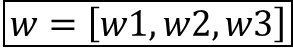 w = [w1, w2, w3]